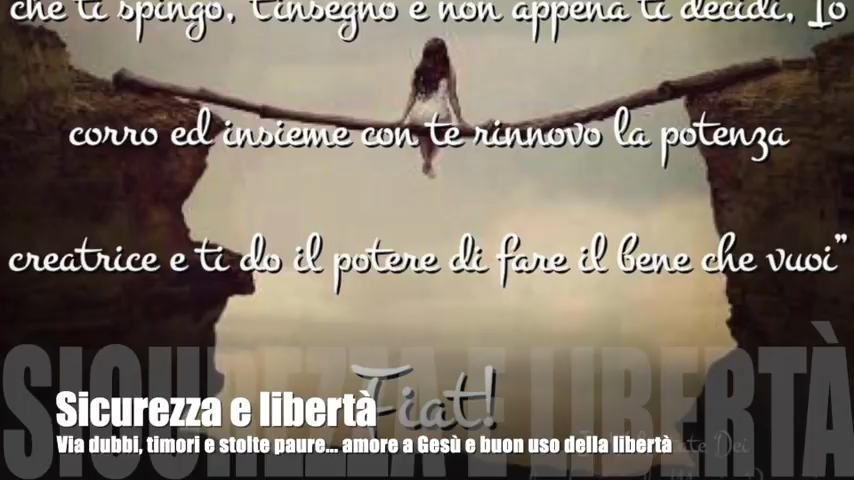 che ti spingo, t'insegno e non appena ti decidi, Io
corro ed insieme con te rinnovo la potenza
creatrice e ti do il potere di fare il bene che vuoi”
Fiat!
SICUREZZA E LIBERTÀ
Sicurezza e libertà
Via dubbi, timori e stolte paure... amore a Gesù e buon uso della libertà
Dei